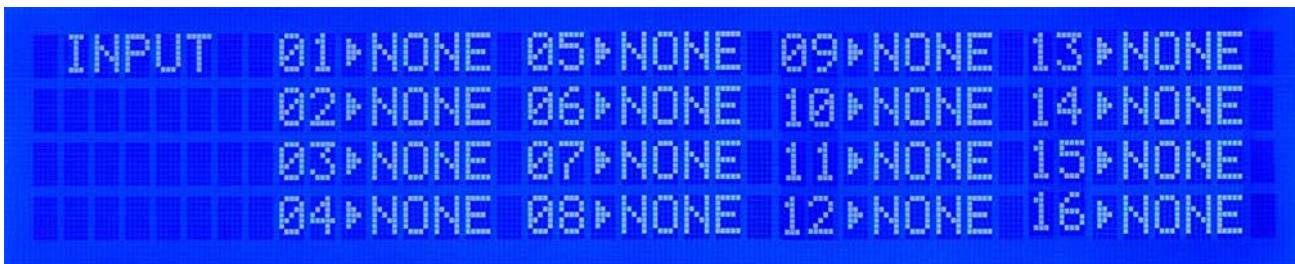 INPUT 01▶NONE 05▶NONE 09▶NONE 13▶NONE
02▶NONE 06▶NONE 10▶NONE 14▶NONE
03▶NONE 07▶NONE 11▶NONE 15▶NONE
04▶NONE 08▶NONE 12▶NONE 16▶NONE